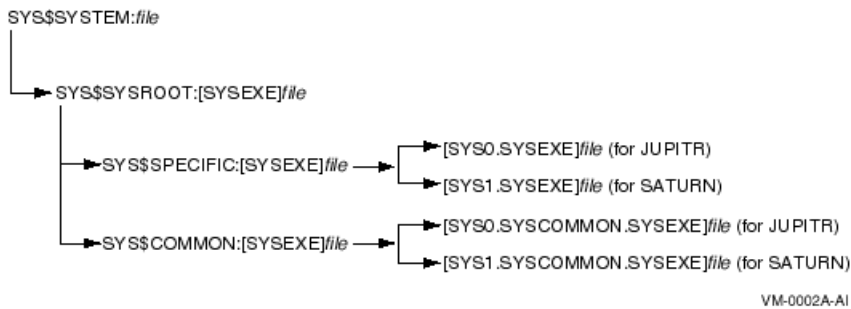 SYS$SYSTEM:file
SYS$SYSROOT:[SYSEXE]file
SYS$SPECIFIC:[SYSEXE]file
[SYS0.SYSEXE]file (for JUPITR)
[SYS1.SYSEXE]file (for SATURN)
SYS$COMMON:[SYSEXE]file
[SYS0.SYSCOMMON.SYSEXE]file (for JUPITR)
[SYS1.SYSCOMMON.SYSEXE]file (for SATURN)
VM-0002A-AI